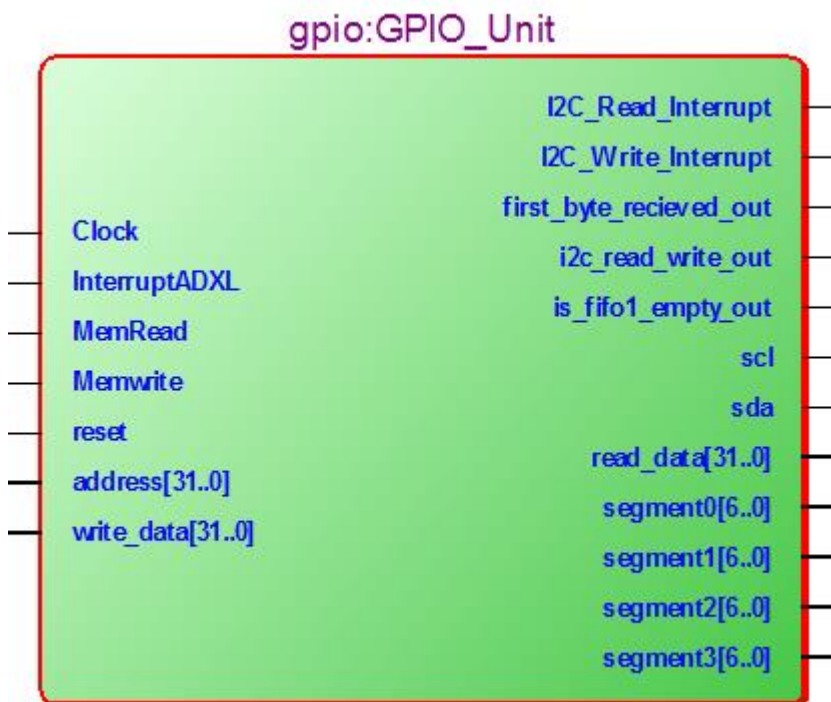 gpio:GPIO_Unit
I2C_Read_Interrupt
I2C_Write_Interrupt
first_byte_recieved_out
i2c_read_write_out
is_fifo1_empty_out
scl
sda
read_data[31..0]
segment0[6..0]
segment1[6..0]
segment2[6..0]
segment3[6..0]
Clock
InterruptADXL
MemRead
Memwrite
reset
address[31..0]
write_data[31..0]